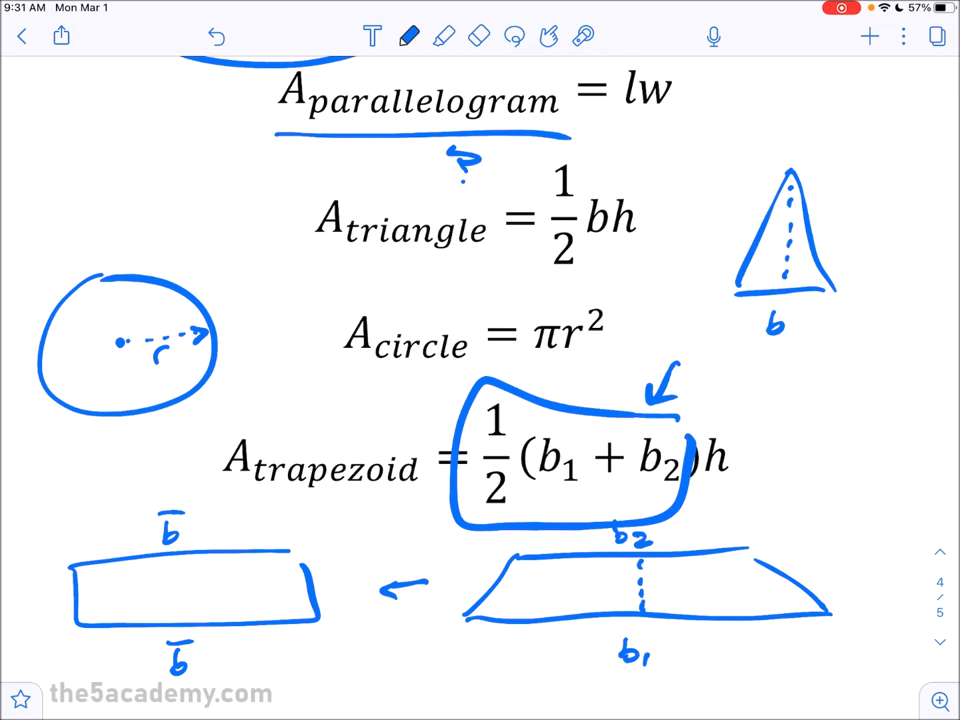 9:31 AM Mon Mar 1
57%
A_parallelogram = lw
A_triangle = 1/2 bh
b
A_circle = πr²
r
A_trapezoid = 1/2 (b₁ + b₂)h
b̅
b₂
b̅
b₁
4
/
5
the5academy.com